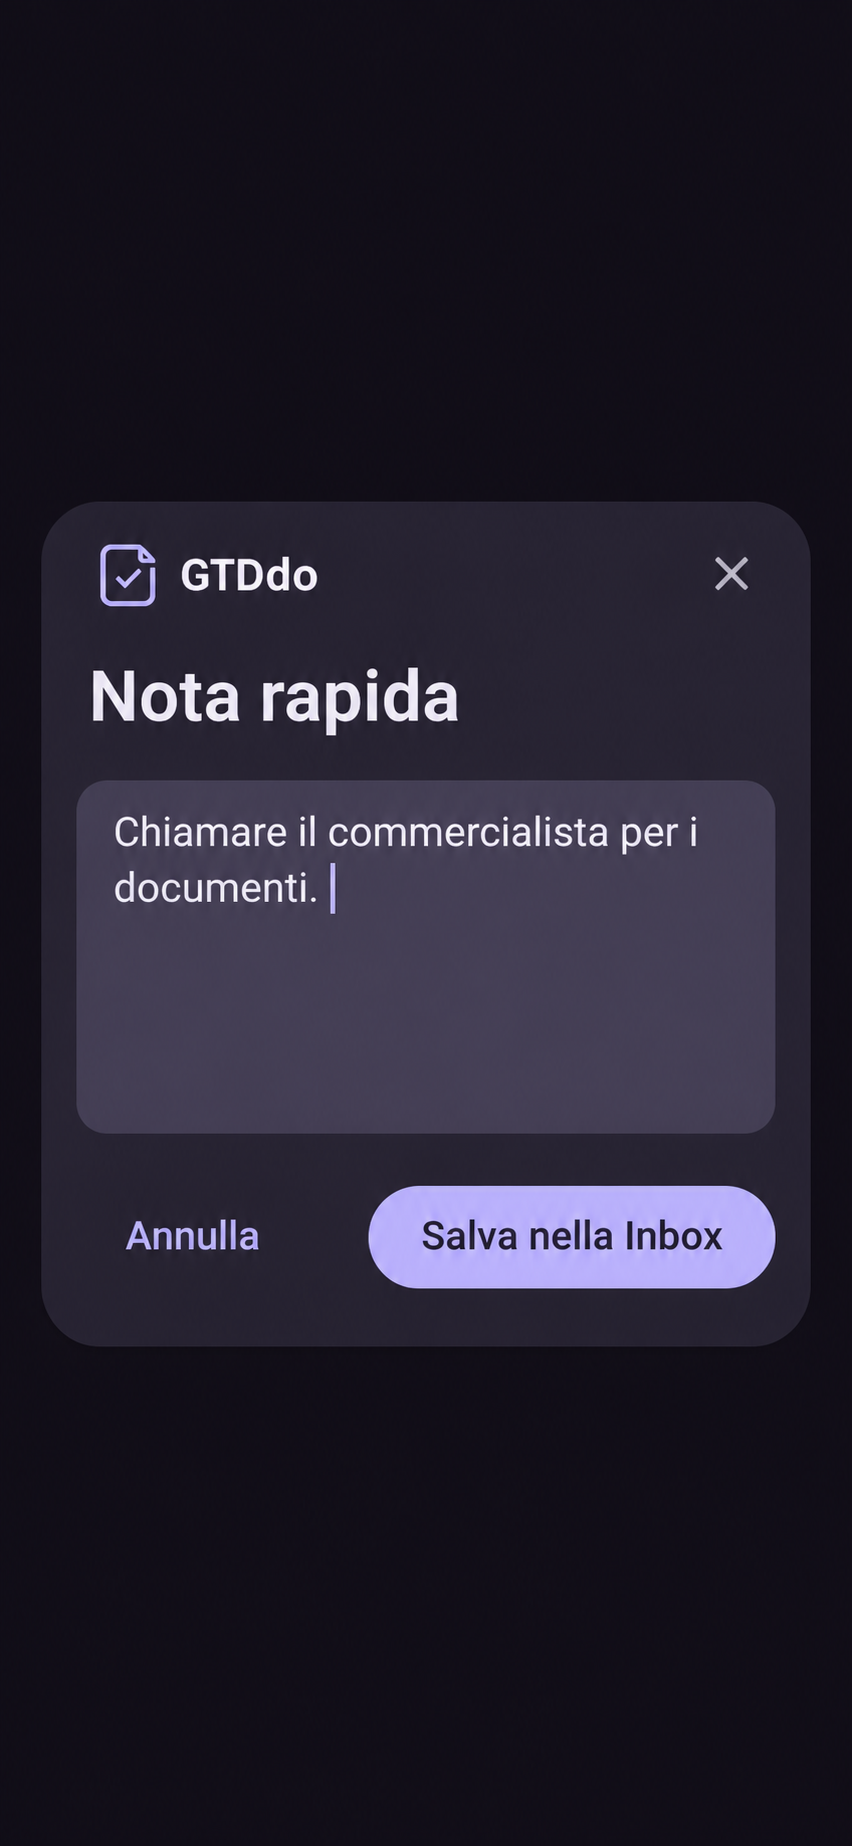 GTDdo
Nota rapida
Chiamare il commercialista per i
documenti.
Annulla
Salva nella Inbox